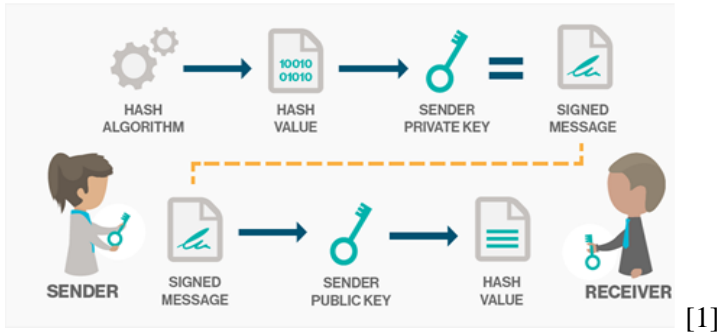 10010
01010
HASH
ALGORITHM
HASH
VALUE
SENDER
PRIVATE KEY
SIGNED
MESSAGE
SENDER
SIGNED
MESSAGE
SENDER
PUBLIC KEY
HASH
VALUE
RECEIVER
[1]